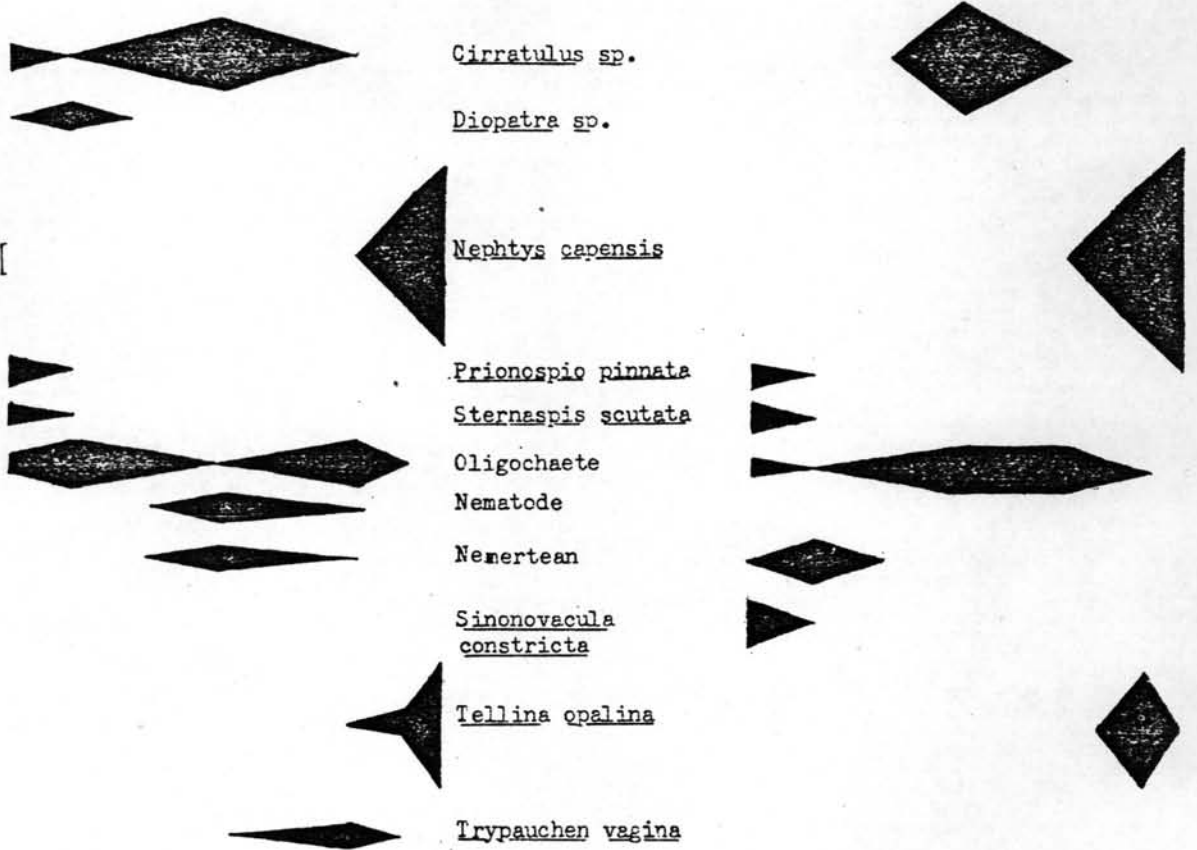 Cirratulus sp.
Diopatra sp.
Nephtys capensis
Prionospio pinnata
Sternaspis scutata
Oligochaete
Nematode
Nemertean
Sinonovacula
constricta
Tellina opalina
Trypauchen vagina